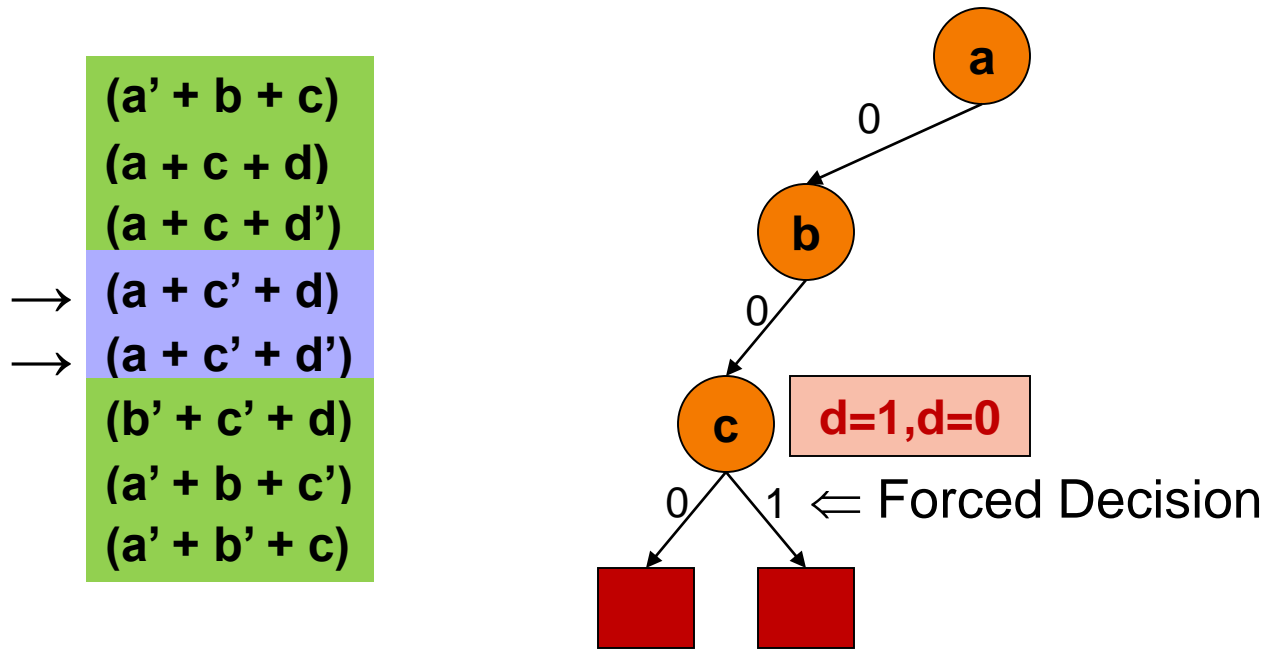 (a’ + b + c)
(a + c + d)
(a + c + d’)
→ (a + c’ + d)
→ (a + c’ + d’)
(b’ + c’ + d)
(a’ + b + c’)
(a’ + b’ + c)
a
0
b
0
c
d=1,d=0
0
1 ⇐ Forced Decision